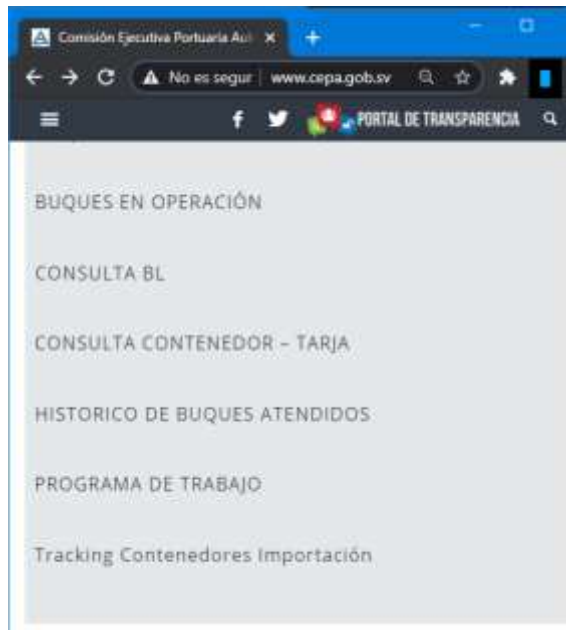 Comisión Ejecutiva Portuaria Aut
No es segur | www.cepa.gob.sv
PORTAL DE TRANSPARENCIA
BUQUES EN OPERACIÓN
CONSULTA BL
CONSULTA CONTENEDOR – TARJA
HISTORICO DE BUQUES ATENDIDOS
PROGRAMA DE TRABAJO
Tracking Contenedores Importación